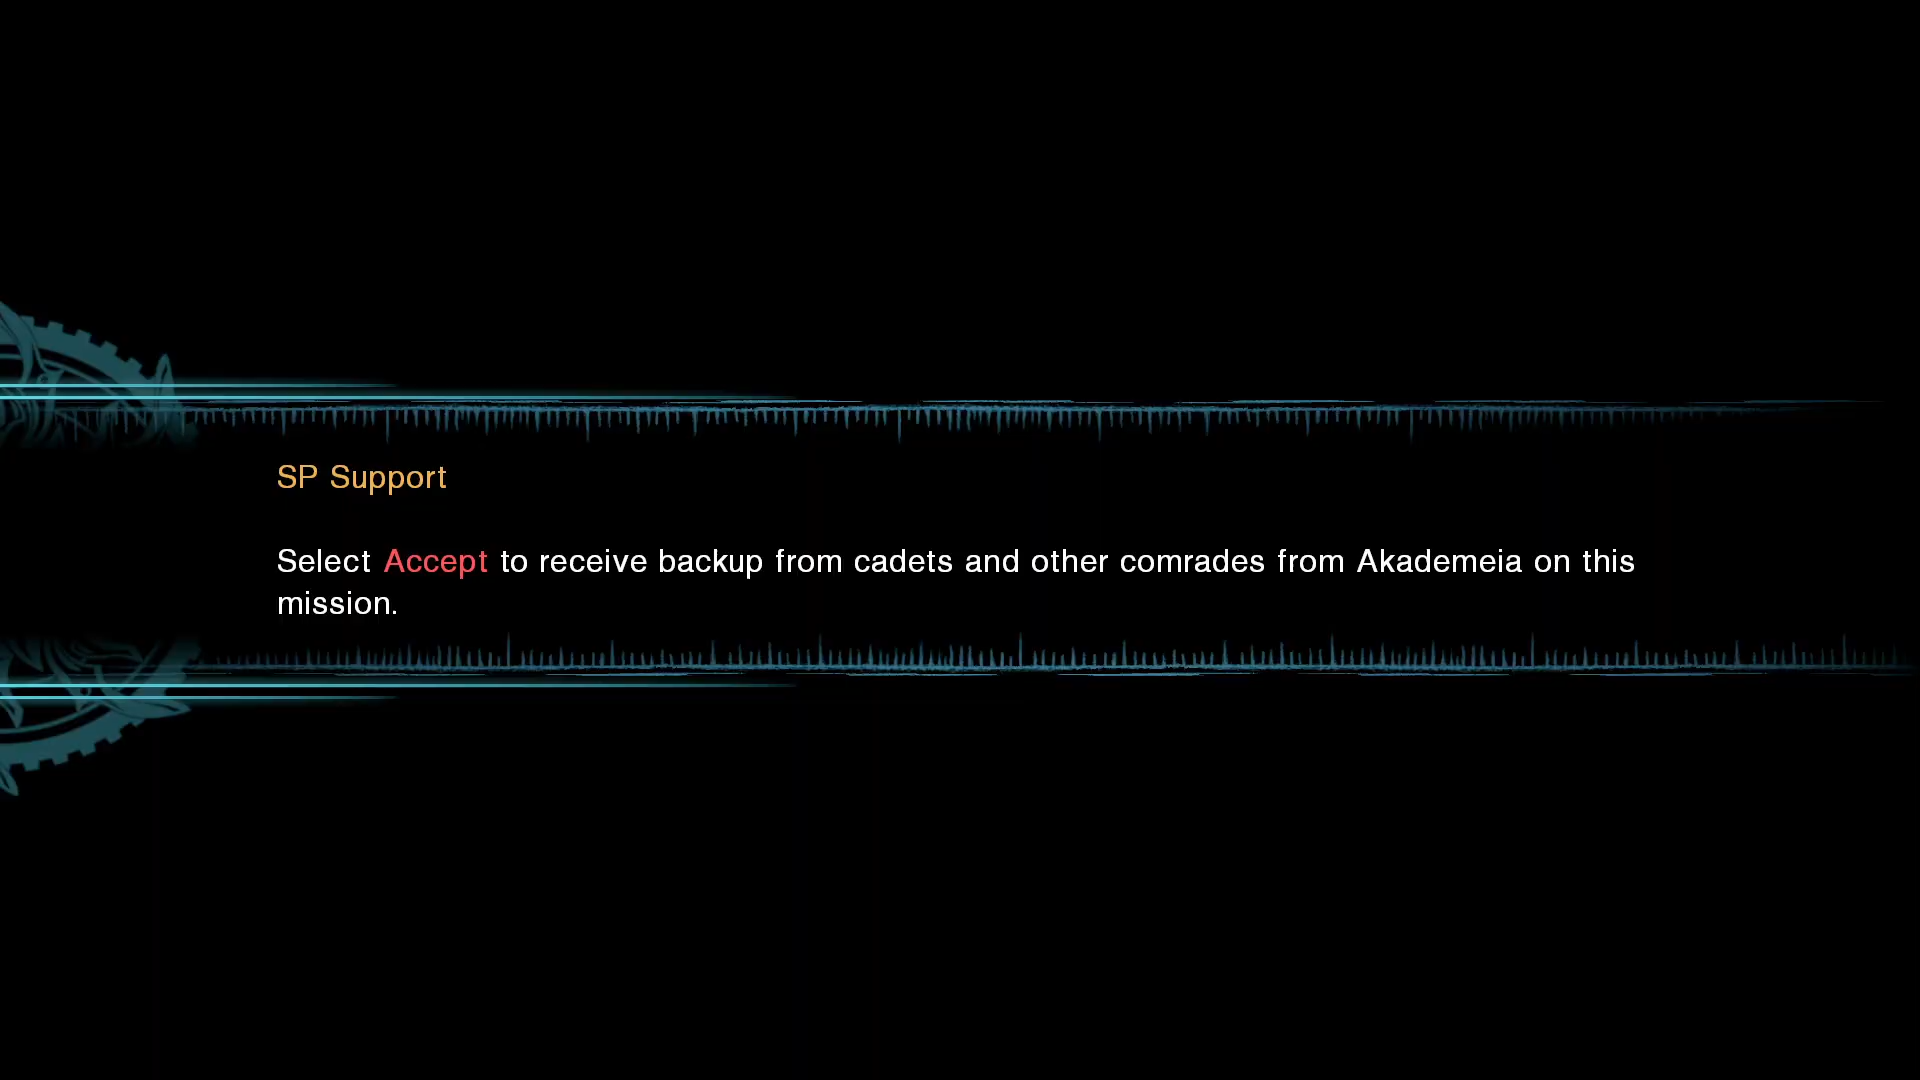 SP Support
Select Accept to receive backup from cadets and other comrades from Akademeia on this
mission.